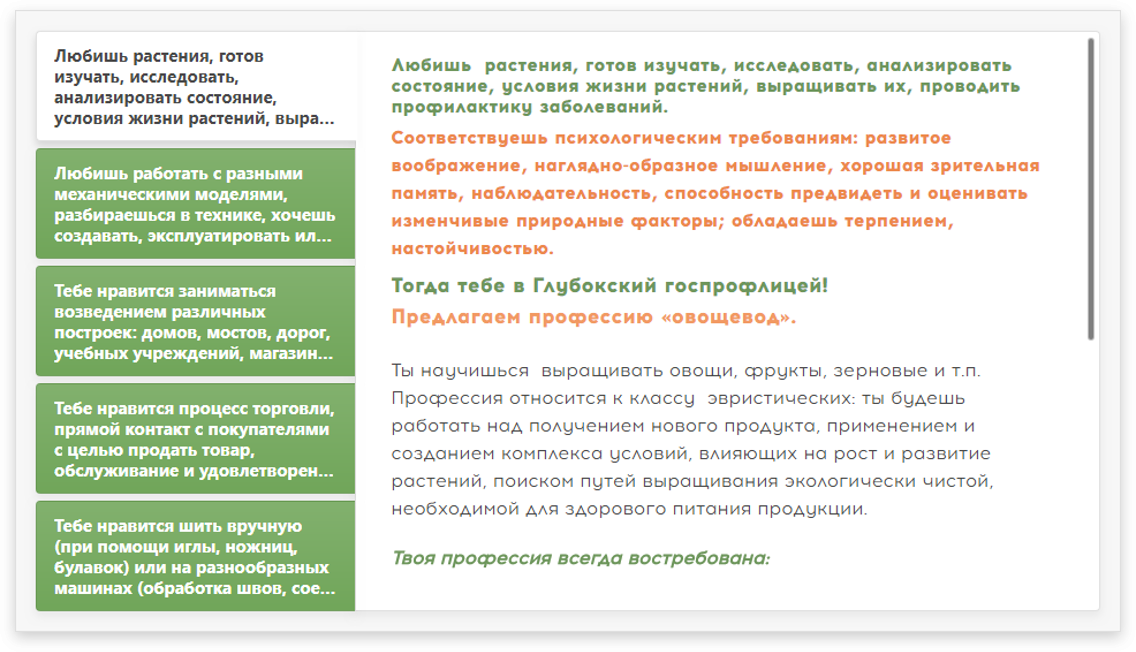 Любишь растения, готов
изучать, исследовать,
анализировать состояние,
условия жизни растений, выра...
Любишь работать с разными
механическими моделями,
разбираешься в технике, хочешь
создавать, эксплуатировать ил...
Тебе нравится заниматься
возведением различных
построек: домов, мостов, дорог,
учебных учреждений, магазин...
Тебе нравится процесс торговли,
прямой контакт с покупателями
с целью продать товар,
обслуживание и удовлетворен...
Тебе нравится шить вручную
(при помощи иглы, ножниц,
булавок) или на разнообразных
машинах (обработка швов, сое...
Любишь растения, готов изучать, исследовать, анализировать
состояние, условия жизни растений, выращивать их, проводить
профилактику заболеваний.
Соответствуешь психологическим требованиям: развитое
воображение, наглядно-образное мышление, хорошая зрительная
память, наблюдательность, способность предвидеть и оценивать
изменчивые природные факторы; обладаешь терпением,
настойчивостью.
Тогда тебе в Глубокский госпрофлицей!
Предлагаем профессию «овощевод».
Ты научишься выращивать овощи, фрукты, зерновые и т.п.
Профессия относится к классу эвристических: ты будешь
работать над получением нового продукта, применением и
созданием комплекса условий, влияющих на рост и развитие
растений, поиском путей выращивания экологически чистой,
необходимой для здорового питания продукции.
Твоя профессия всегда востребована: